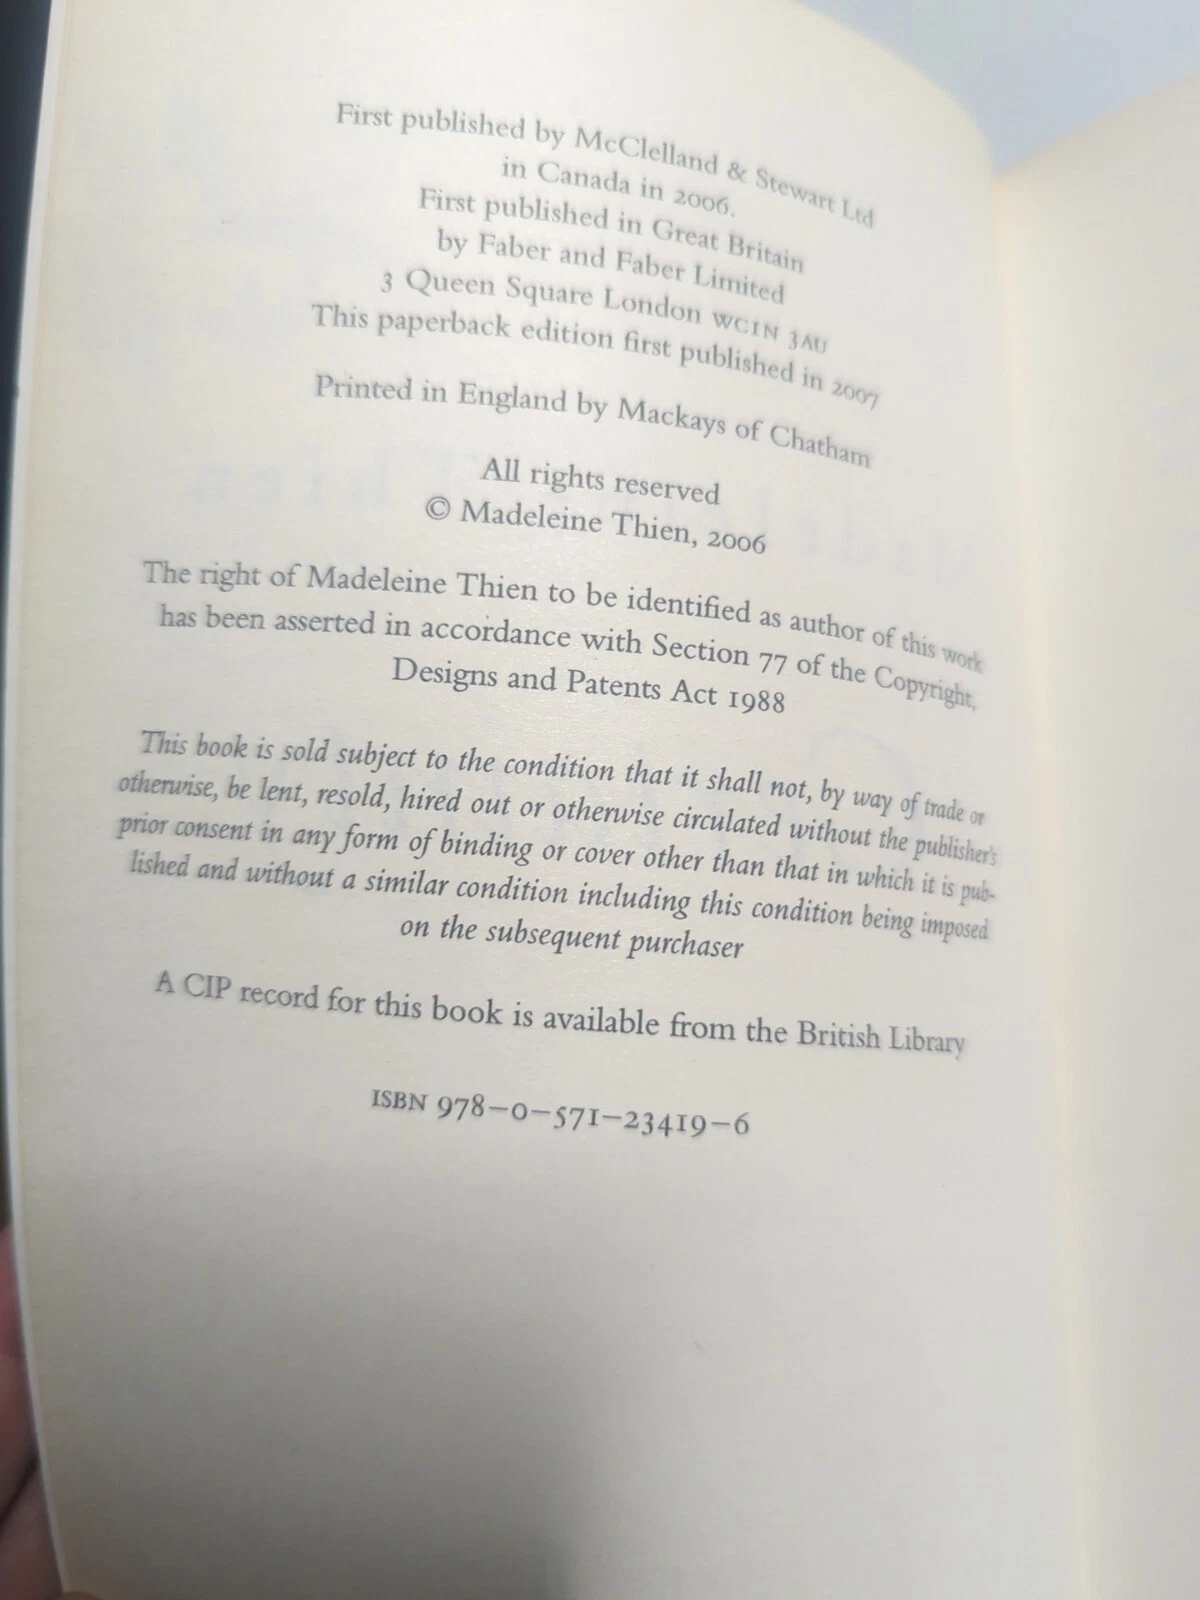 First published by McClelland & Stewart Ltd
in Canada in 2006.
First published in Great Britain
by Faber and Faber Limited
3 Queen Square London WC1N 3AU
This paperback edition first published in 2007
Printed in England by Mackays of Chatham
All rights reserved
© Madeleine Thien, 2006
The right of Madeleine Thien to be identified as author of this work
has been asserted in accordance with Section 77 of the Copyright,
Designs and Patents Act 1988
This book is sold subject to the condition that it shall not, by way of trade or
otherwise, be lent, resold, hired out or otherwise circulated without the publisher's
prior consent in any form of binding or cover other than that in which it is pub-
lished and without a similar condition including this condition being imposed
on the subsequent purchaser
A CIP record for this book is available from the British Library
ISBN 978–0–571–23419–6